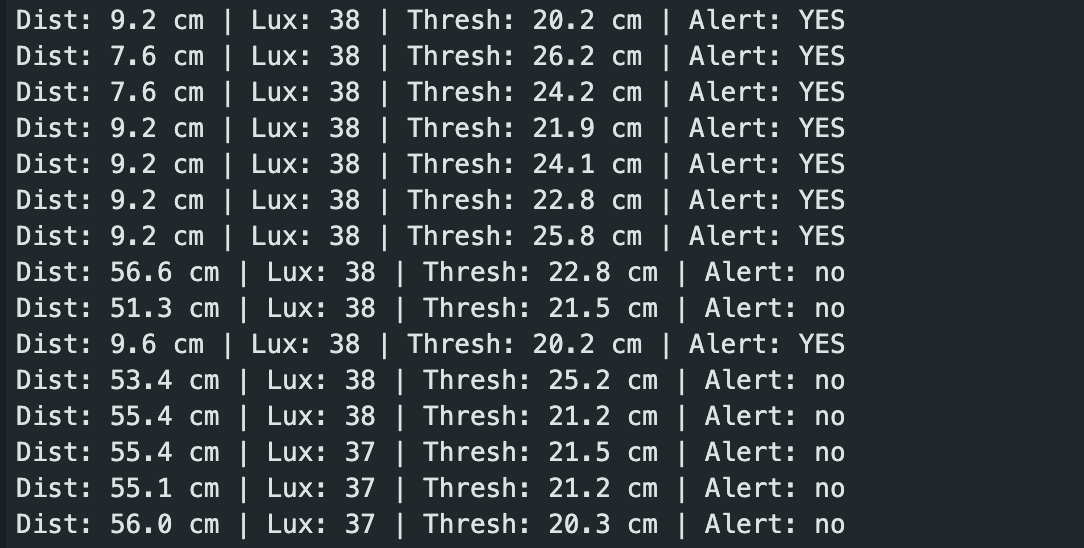 Dist: 9.2 cm | Lux: 38 | Thresh: 20.2 cm | Alert: YES
Dist: 7.6 cm | Lux: 38 | Thresh: 26.2 cm | Alert: YES
Dist: 7.6 cm | Lux: 38 | Thresh: 24.2 cm | Alert: YES
Dist: 9.2 cm | Lux: 38 | Thresh: 21.9 cm | Alert: YES
Dist: 9.2 cm | Lux: 38 | Thresh: 24.1 cm | Alert: YES
Dist: 9.2 cm | Lux: 38 | Thresh: 22.8 cm | Alert: YES
Dist: 9.2 cm | Lux: 38 | Thresh: 25.8 cm | Alert: YES
Dist: 56.6 cm | Lux: 38 | Thresh: 22.8 cm | Alert: no
Dist: 51.3 cm | Lux: 38 | Thresh: 21.5 cm | Alert: no
Dist: 9.6 cm | Lux: 38 | Thresh: 20.2 cm | Alert: YES
Dist: 53.4 cm | Lux: 38 | Thresh: 25.2 cm | Alert: no
Dist: 55.4 cm | Lux: 38 | Thresh: 21.2 cm | Alert: no
Dist: 55.4 cm | Lux: 37 | Thresh: 21.5 cm | Alert: no
Dist: 55.1 cm | Lux: 37 | Thresh: 21.2 cm | Alert: no
Dist: 56.0 cm | Lux: 37 | Thresh: 20.3 cm | Alert: no